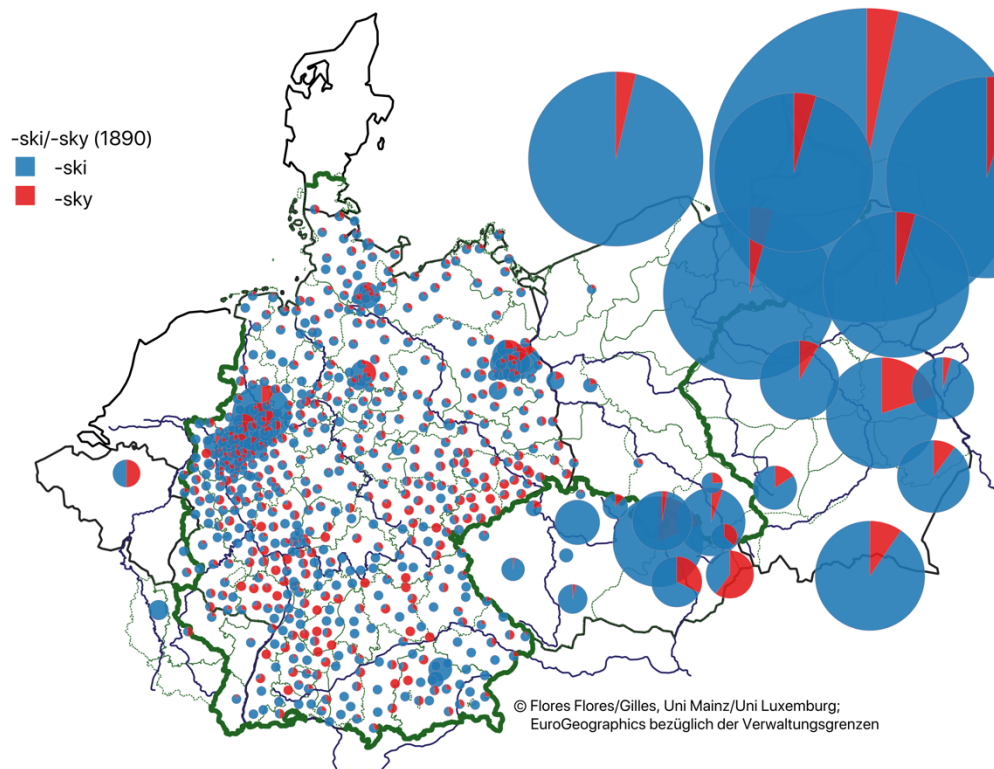 -ski/-sky (1890)
-ski
-sky
© Flores Flores/Gilles, Uni Mainz/Uni Luxemburg;
EuroGeographics bezüglich der Verwaltungsgrenzen